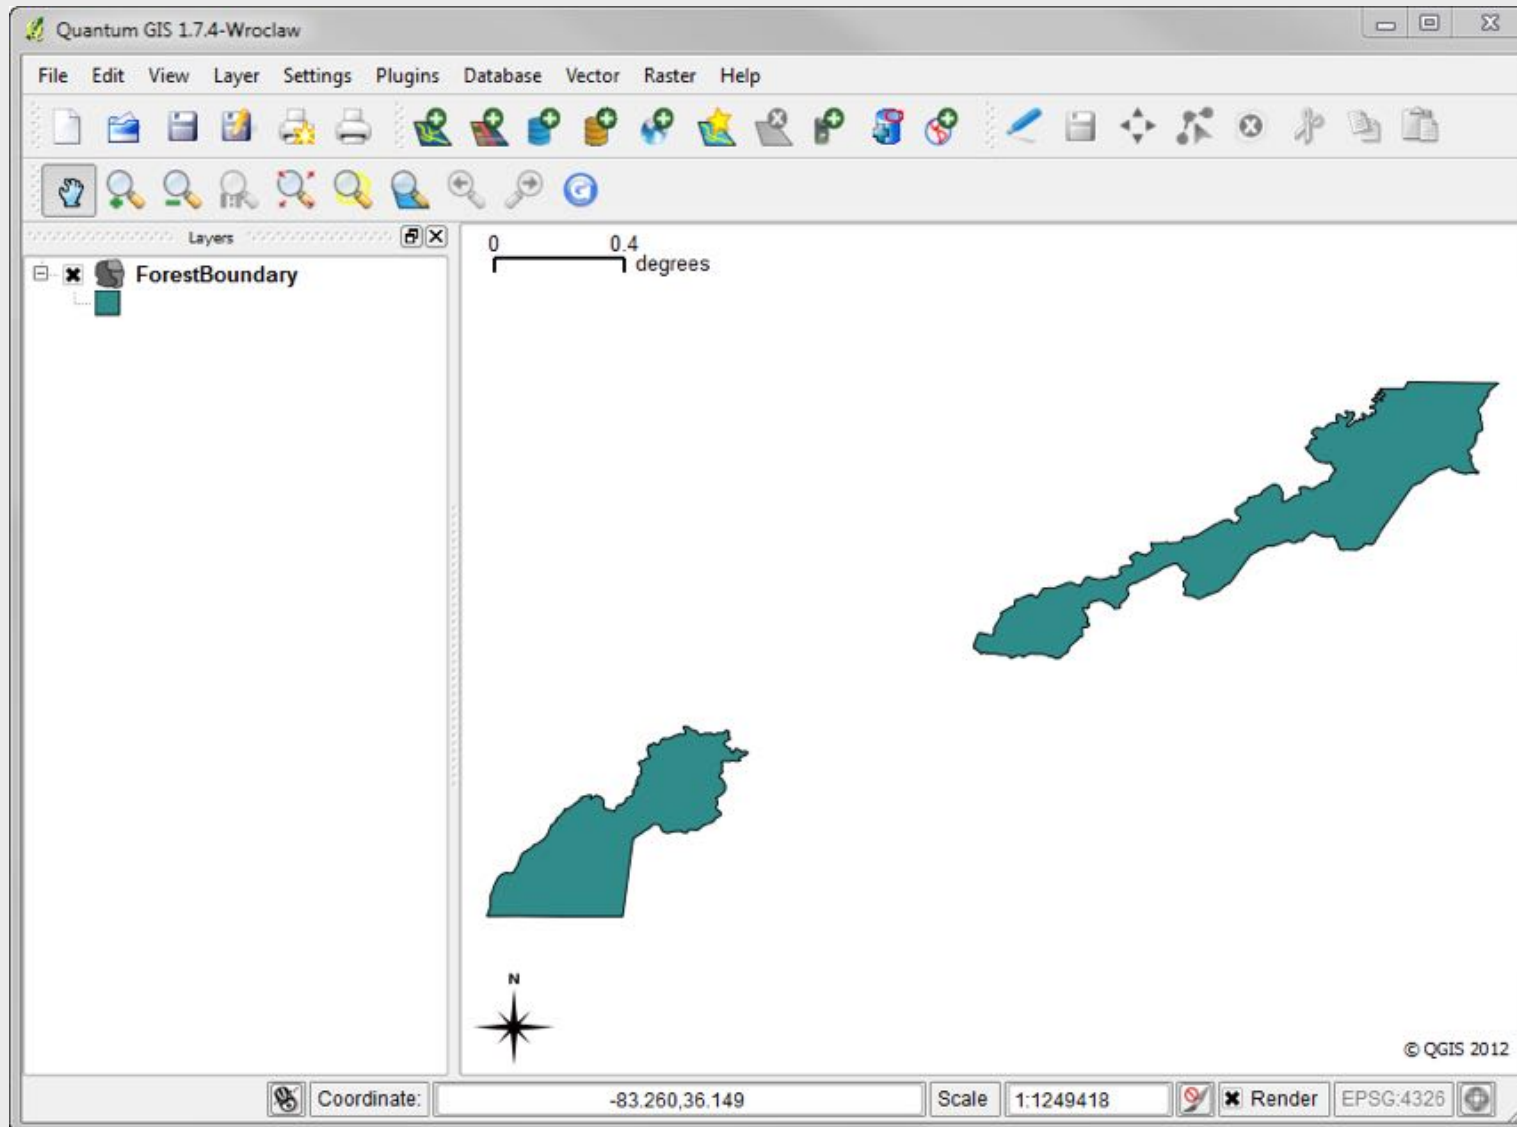 Quantum GIS 1.7.4-Wroclaw
File Edit View Layer Settings Plugins Database Vector Raster Help
Layers
ForestBoundary
0 0.4
degrees
N
© QGIS 2012
Coordinate: -83.260,36.149 Scale 1:1249418 Render EPSG:4326